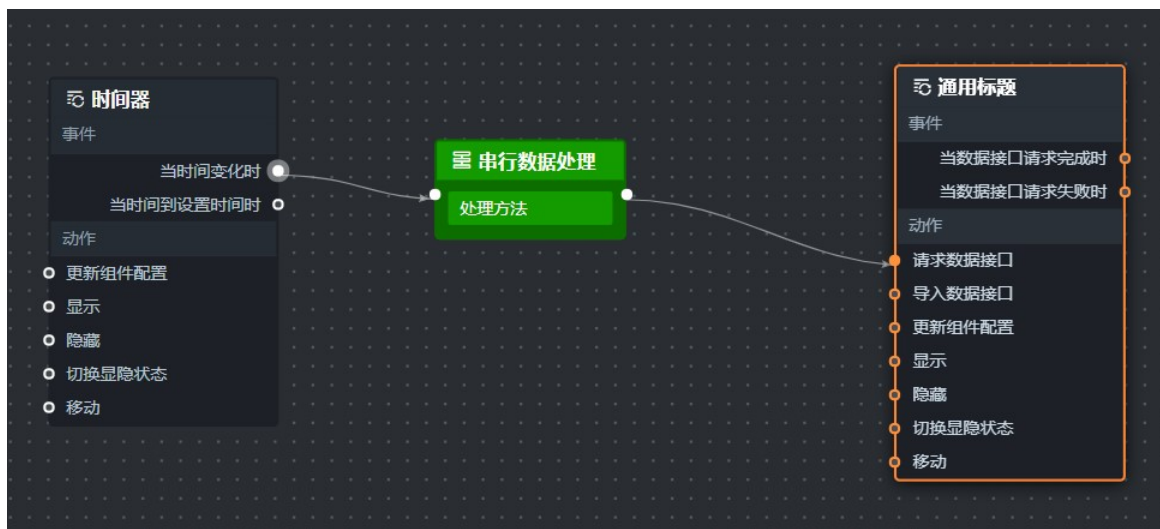 时间器
事件
当时间变化时
当时间到设置时间时
动作
更新组件配置
显示
隐藏
切换显隐状态
移动
串行数据处理
处理方法
通用标题
事件
当数据接口请求完成时
当数据接口请求失败时
动作
请求数据接口
导入数据接口
更新组件配置
显示
隐藏
切换显隐状态
移动